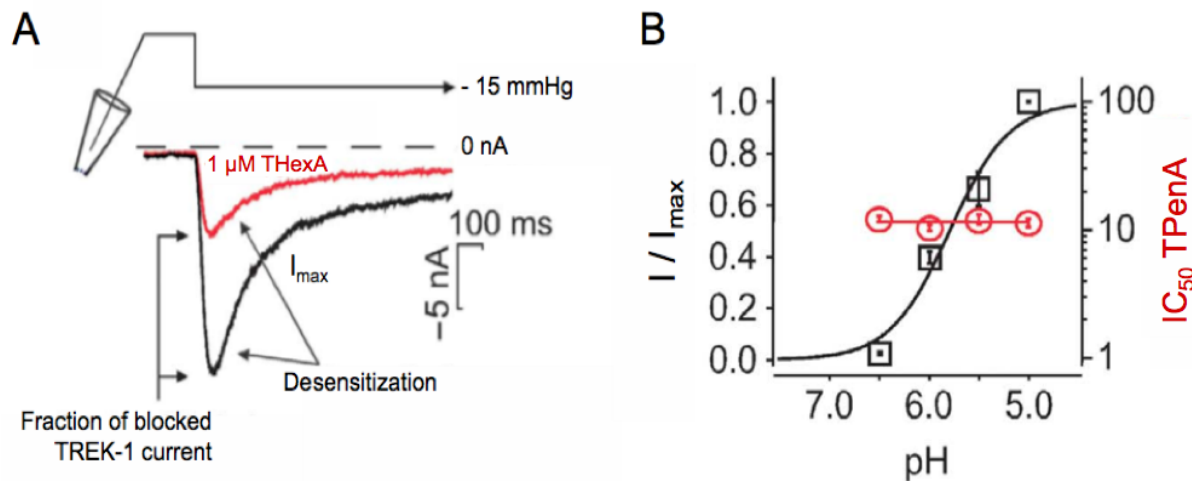 A
- 15 mmHg
0 nA
1 µM THexA
100 ms
-5 nA
I max
Desensitization
Fraction of blocked
TREK-1 current
B
I / I max
1.0
0.8
0.6
0.4
0.2
0.0
100
10
1
IC50 TPenA
7.0 6.0 5.0
pH